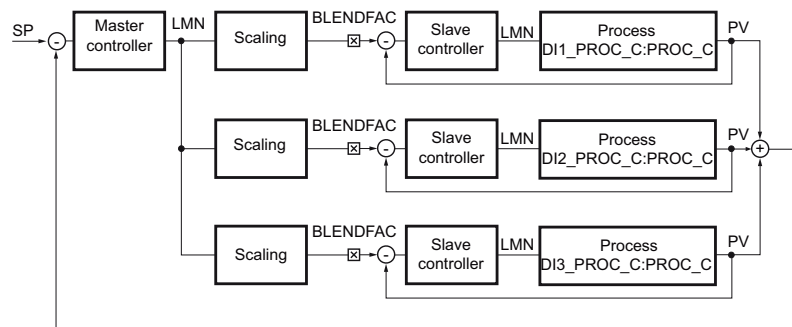 SP
Master
controller
LMN
Scaling
BLENDFAC
Slave
controller
LMN
Process
DI1_PROC_C:PROC_C
PV
Scaling
BLENDFAC
Slave
controller
LMN
Process
DI2_PROC_C:PROC_C
PV
Scaling
BLENDFAC
Slave
controller
LMN
Process
DI3_PROC_C:PROC_C
PV